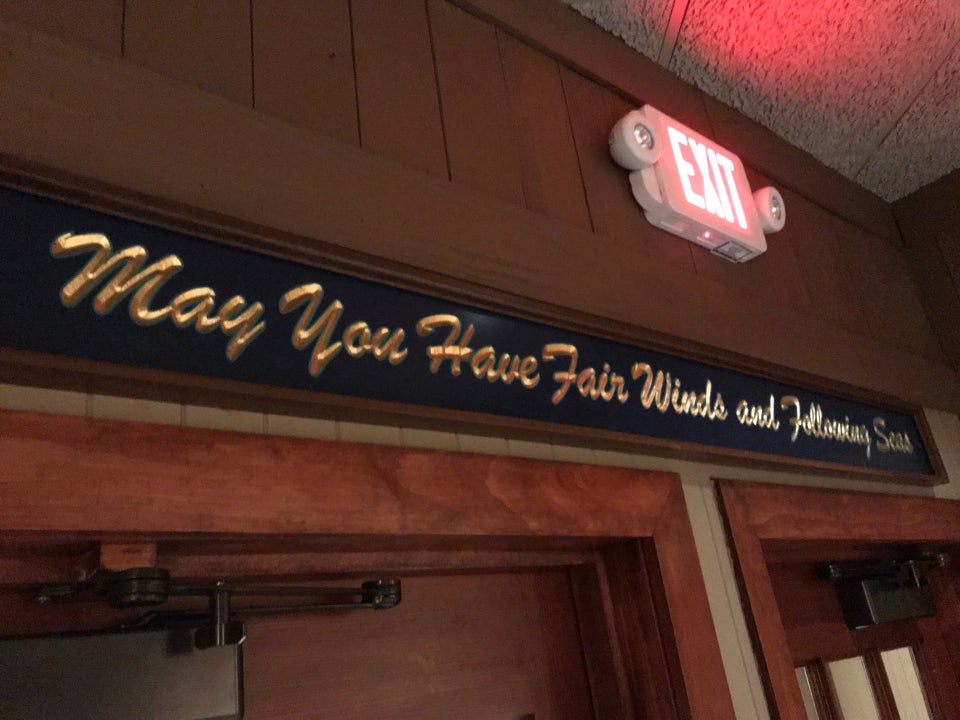 EXIT
May You Have Fair Winds and Following Seas